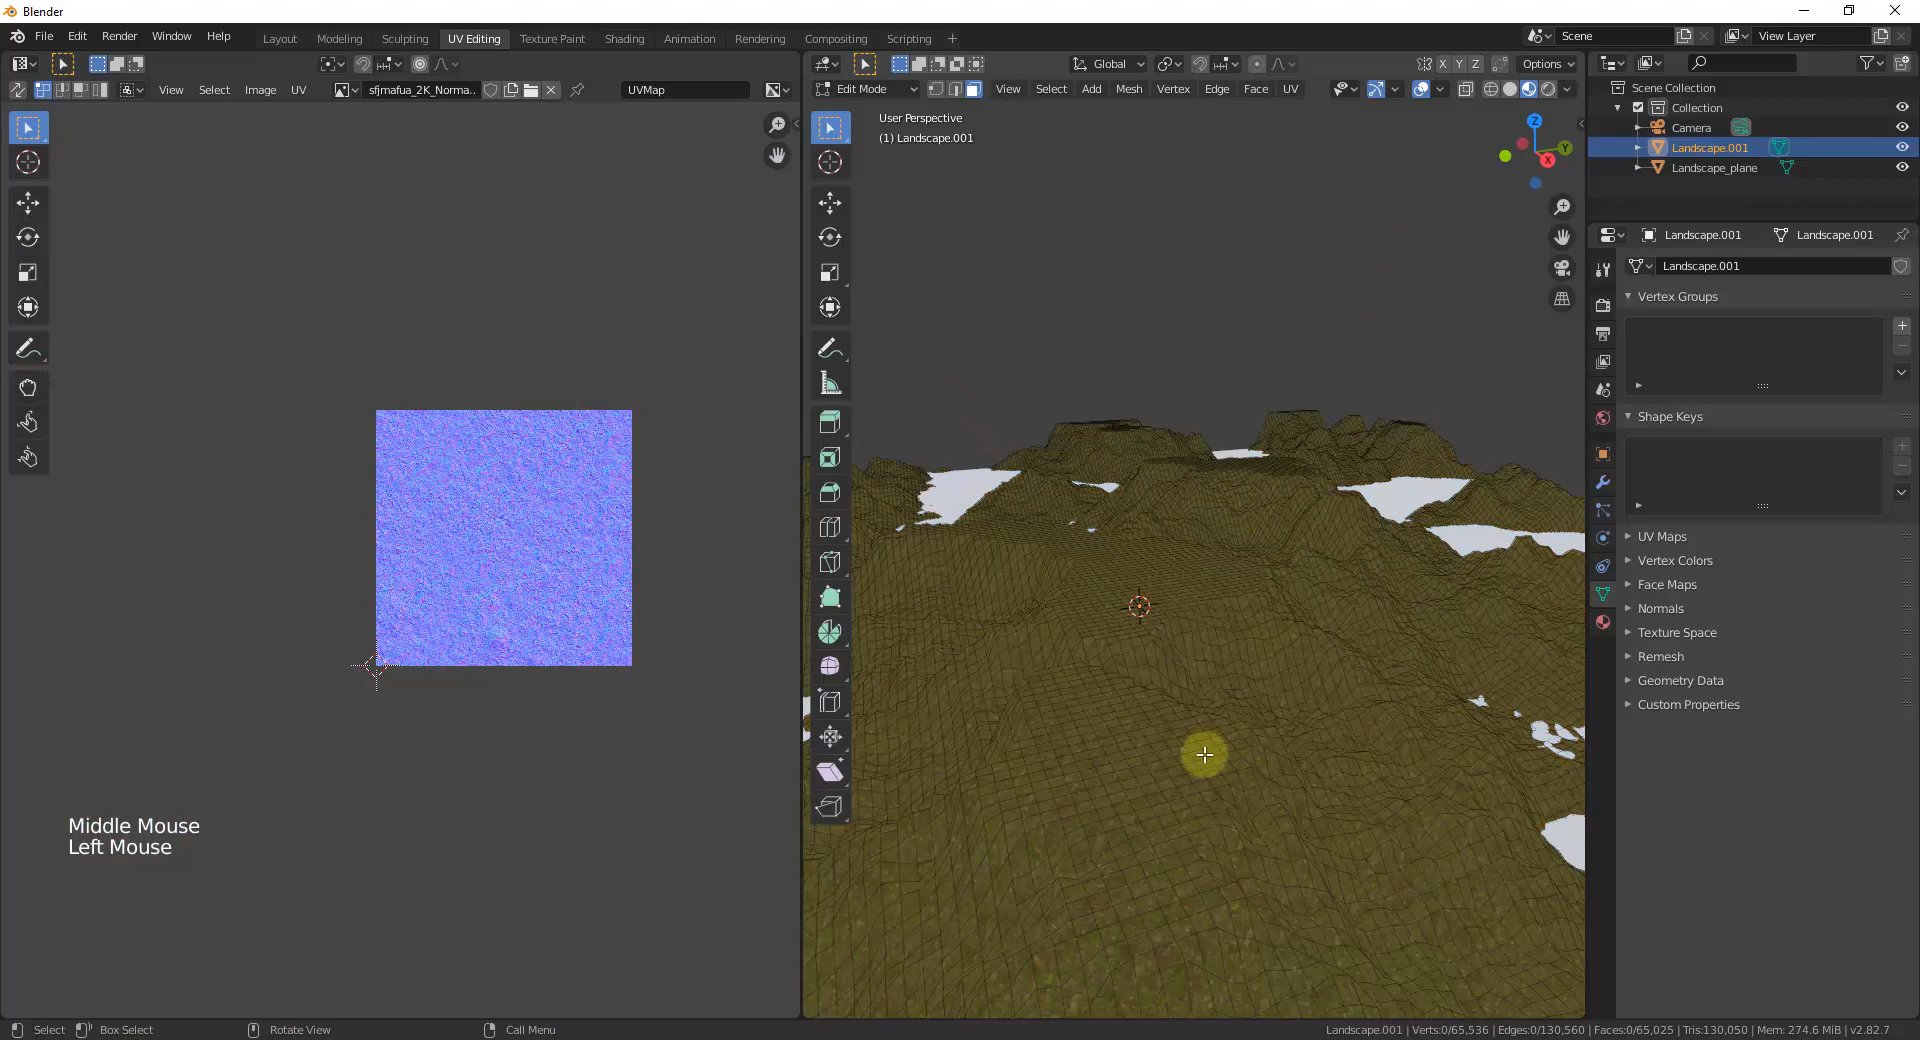 Blender
File Edit Render Window Help
Layout Modeling Sculpting UV Editing Texture Paint Shading Animation Rendering Compositing Scripting +
Scene
View Layer
Global
X Y Z
Options
View Select Image UV
sfjmafua_2K_Norma..
UVMap
Edit Mode
View Select Add Mesh Vertex Edge Face UV
User Perspective
(1) Landscape.001
Z
Y
X
Scene Collection
Collection
Camera
Landscape.001
Landscape_plane
Landscape.001
Landscape.001
Landscape.001
Vertex Groups
Shape Keys
UV Maps
Vertex Colors
Face Maps
Normals
Texture Space
Remesh
Geometry Data
Custom Properties
Middle Mouse
Left Mouse
Select
Box Select
Rotate View
Call Menu
Landscape.001 | Verts:0/65,536 | Edges:0/130,560 | Faces:0/65,025 | Tris:130,050 | Mem: 274.6 MiB | v2.82.7